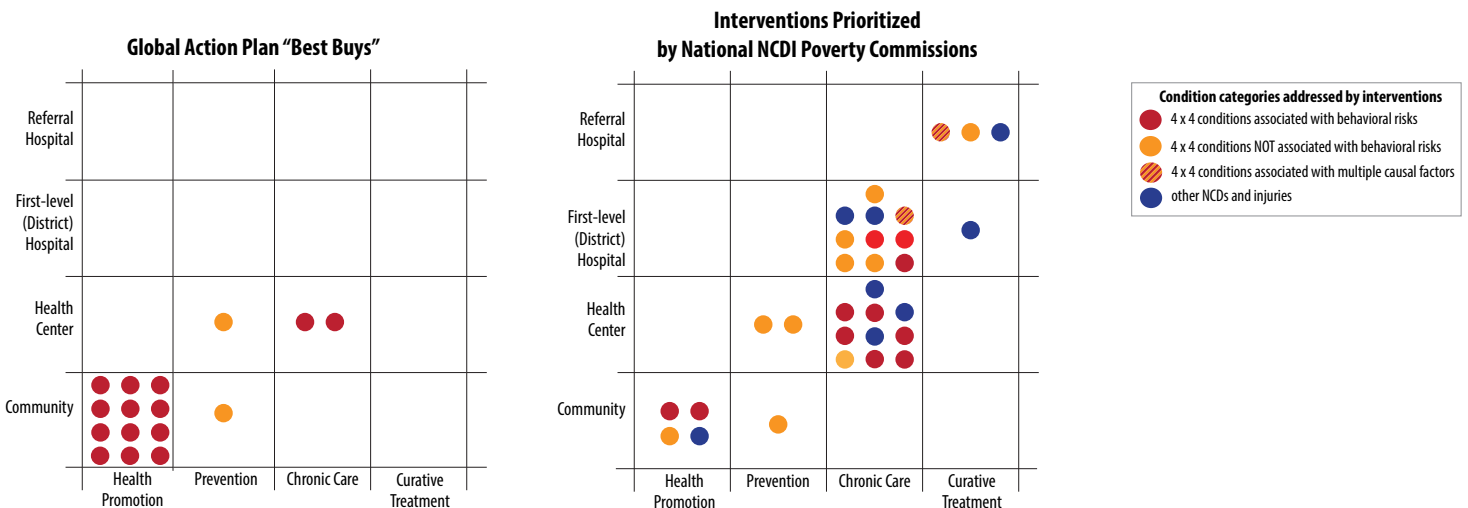 Global Action Plan “Best Buys”
Referral
Hospital
First-level
(District)
Hospital
Health
Center
Community
Health
Promotion
Prevention
Chronic Care
Curative
Treatment
Interventions Prioritized
by National NCDI Poverty Commissions
Referral
Hospital
First-level
(District)
Hospital
Health
Center
Community
Health
Promotion
Prevention
Chronic Care
Curative
Treatment
Condition categories addressed by interventions
4 x 4 conditions associated with behavioral risks
4 x 4 conditions NOT associated with behavioral risks
4 x 4 conditions associated with multiple causal factors
other NCDs and injuries